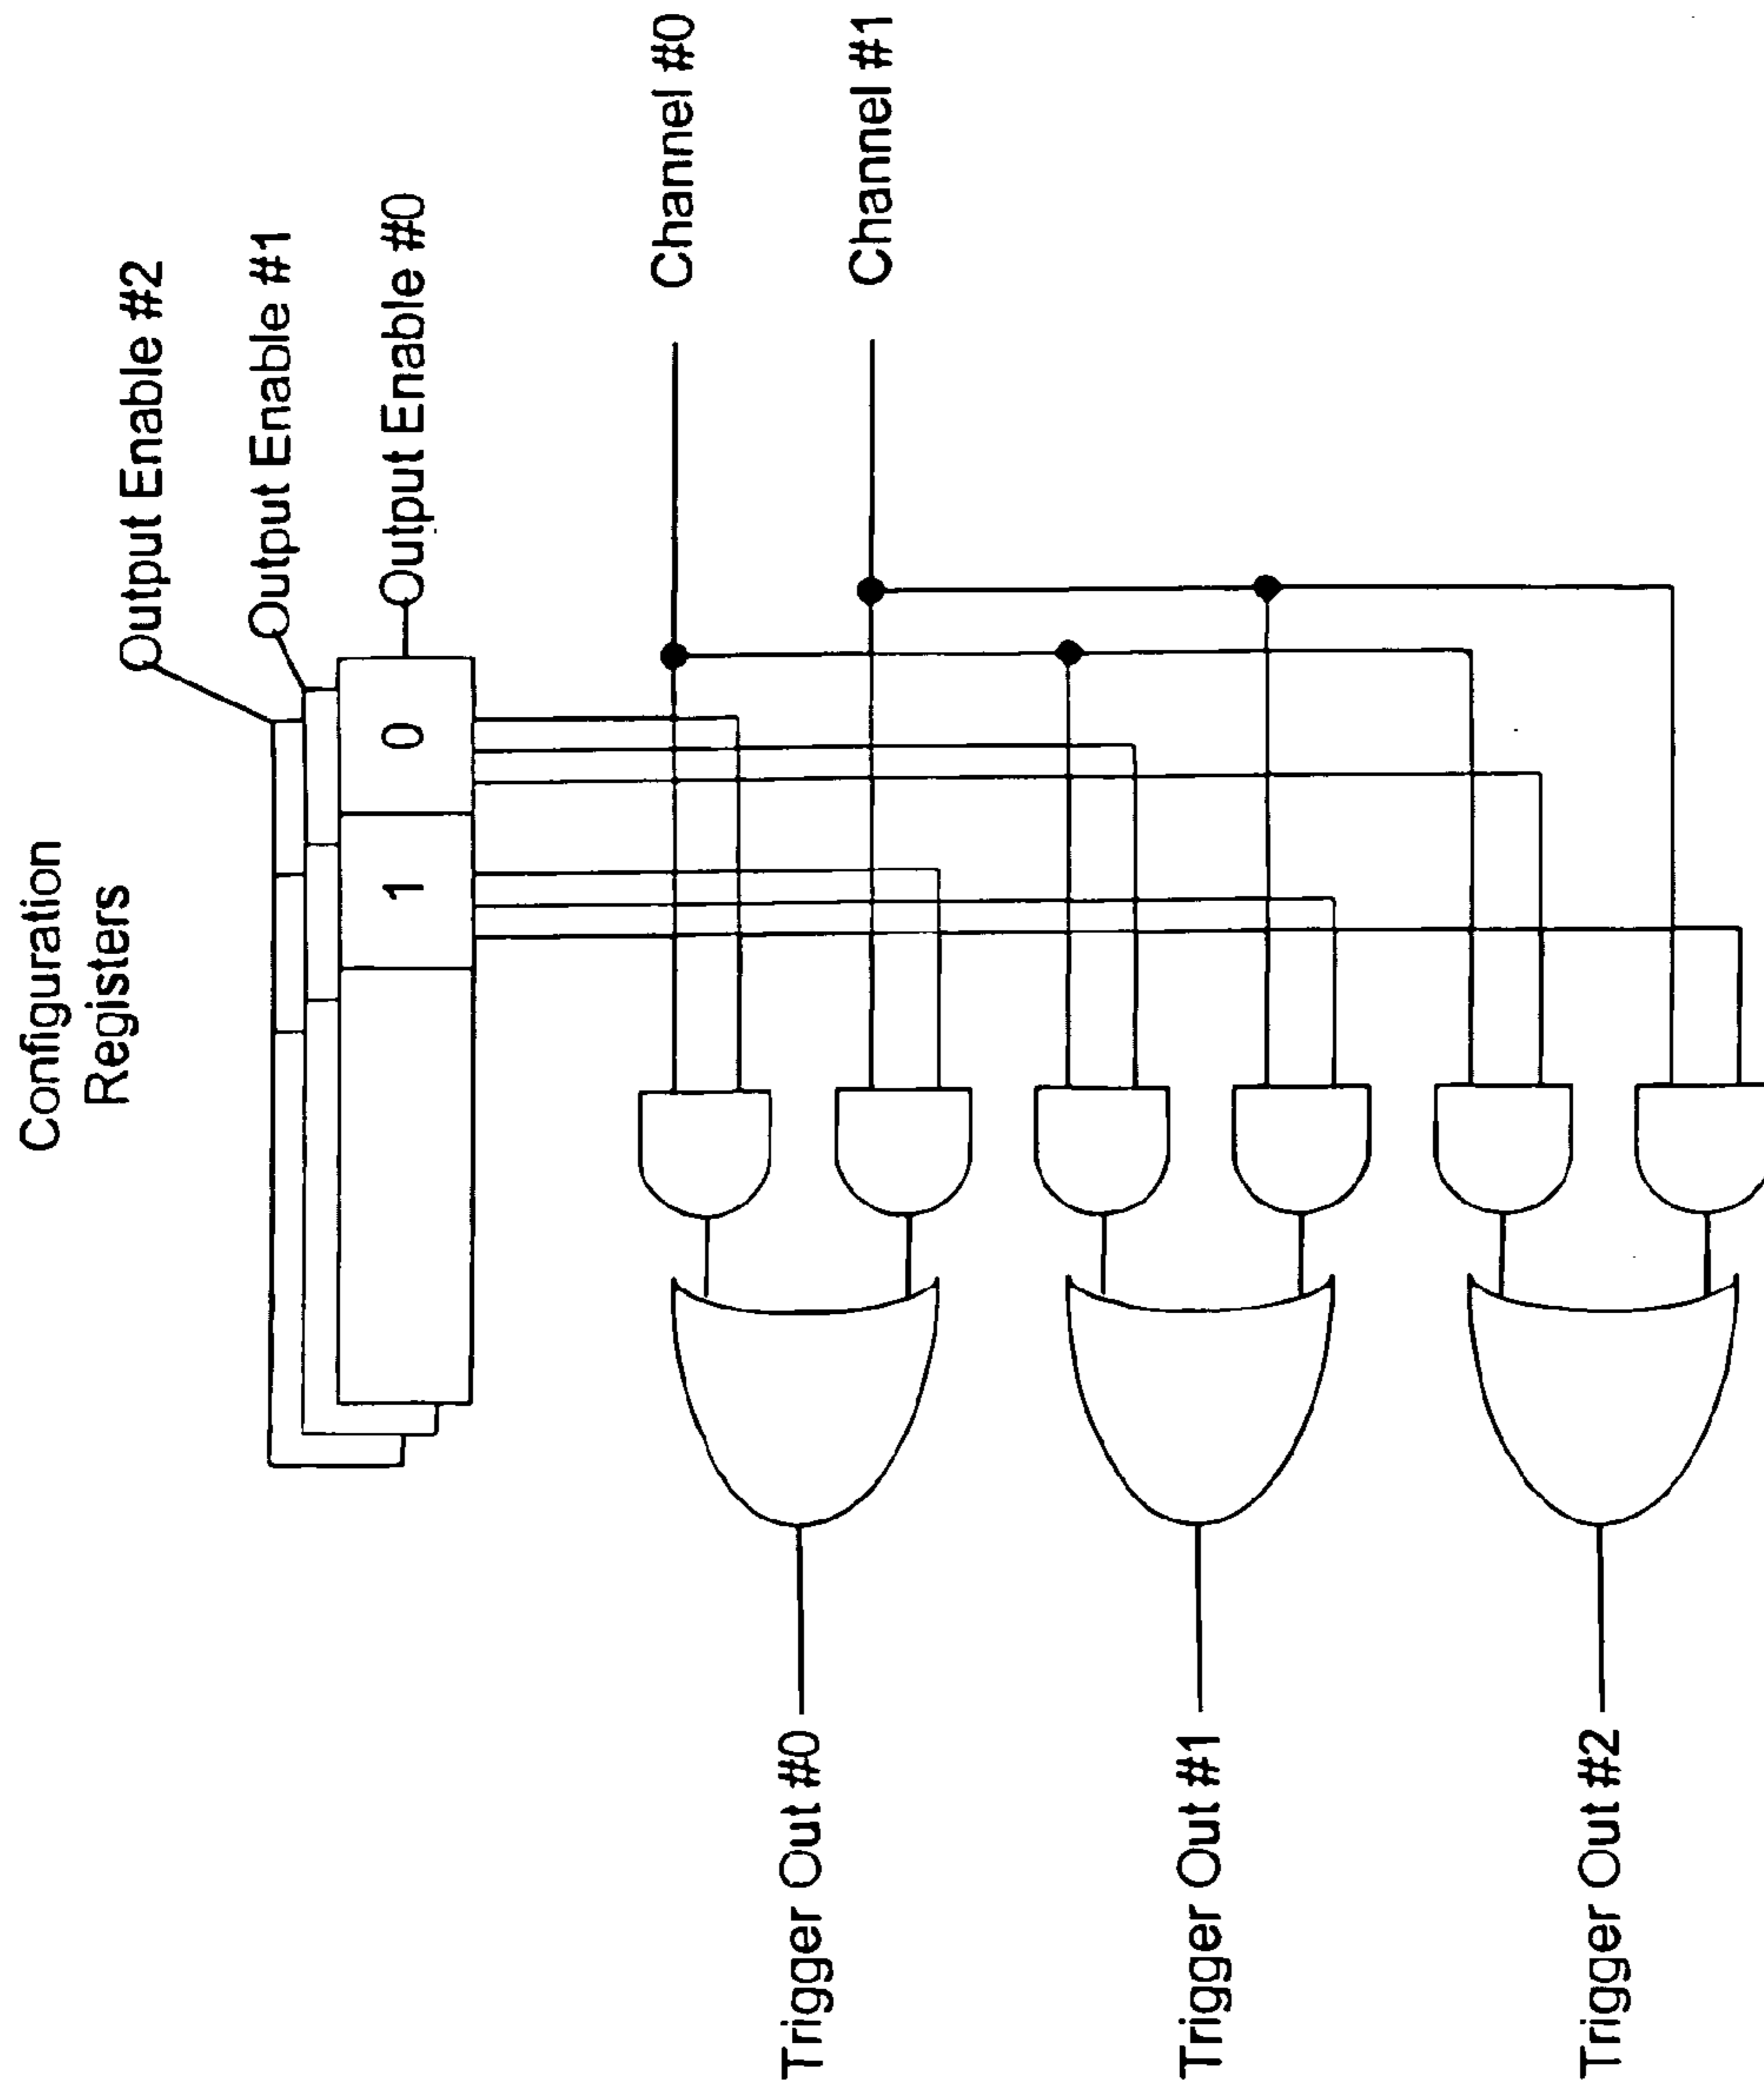 Configuration
Registers
Output Enable #2
Output Enable #1
Output Enable #0
0
1
Channel #0
Channel #1
Trigger Out #0
Trigger Out #1
Trigger Out #2